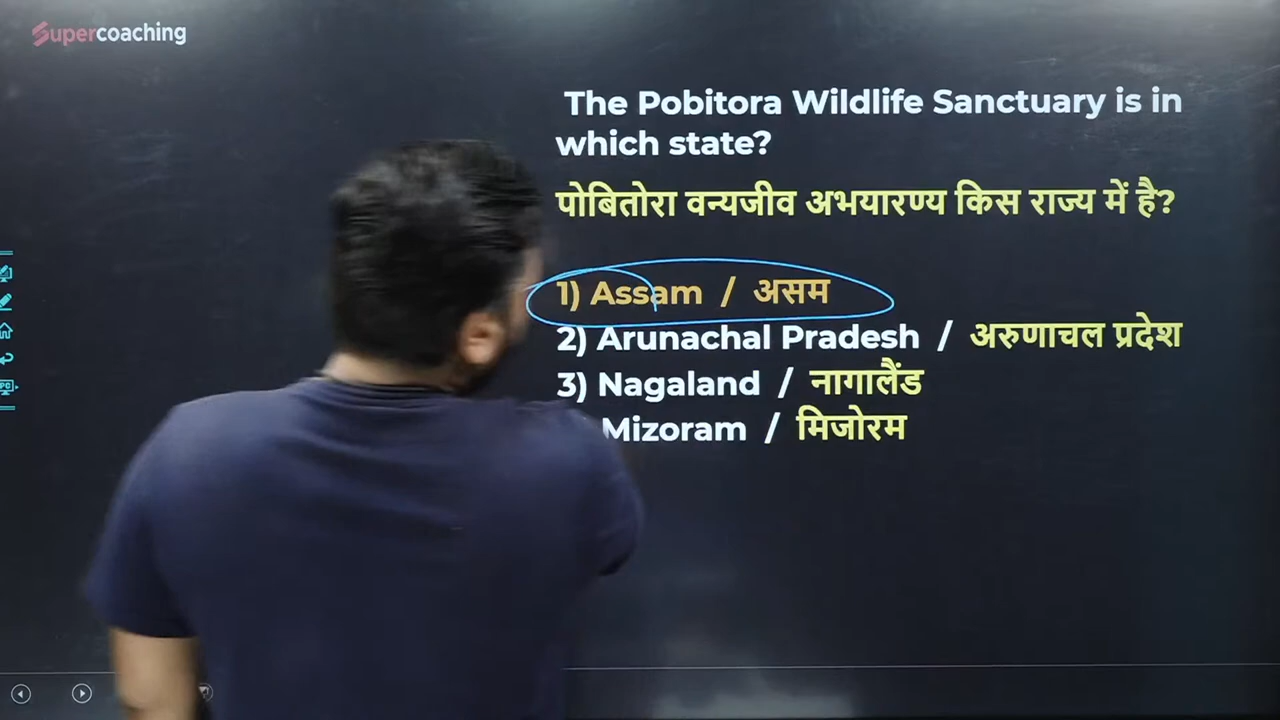 Supercoaching
The Pobitora Wildlife Sanctuary is in
which state?
पोबितोरा वन्यजीव अभयारण्य किस राज्य में है?
1) Assam / असम
2) Arunachal Pradesh / अरुणाचल प्रदेश
3) Nagaland / नागालैंड
Mizoram / मिजोरम
PC